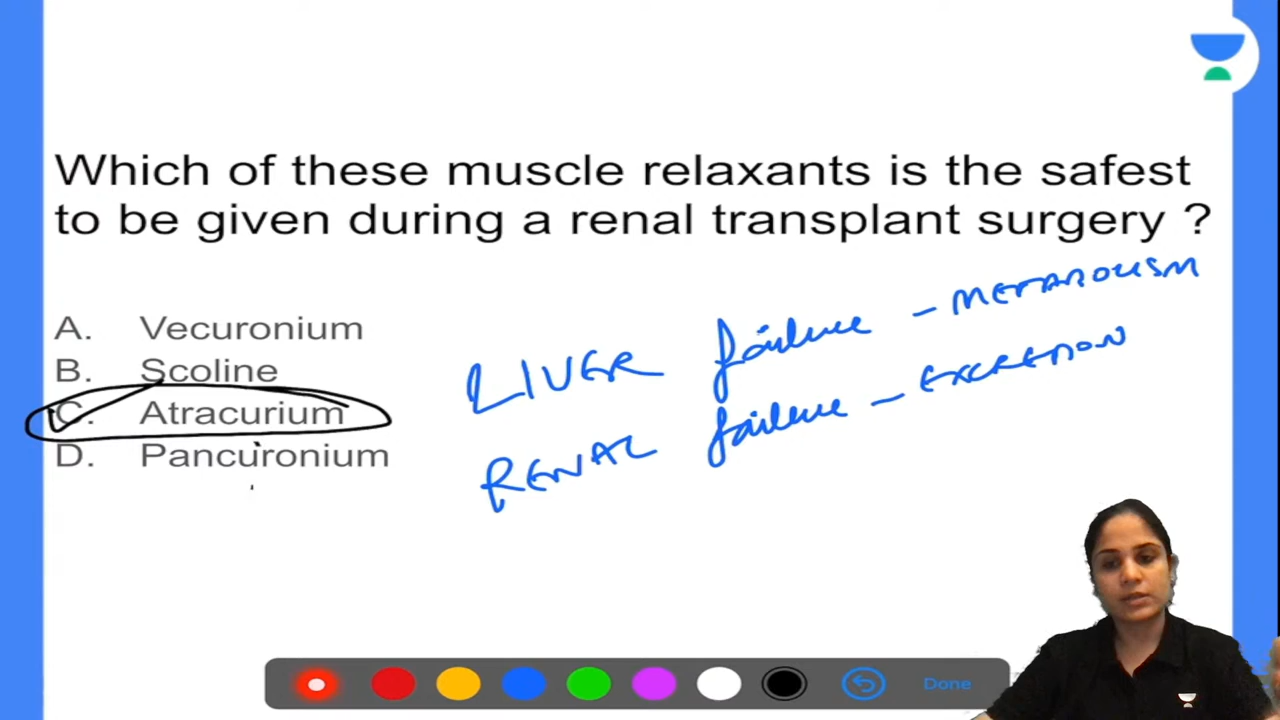 Which of these muscle relaxants is the safest
to be given during a renal transplant surgery ?
A. Vecuronium
B. Scoline
C. Atracurium
D. Pancuronium
LIVER failure - METABOLISM
RENAL failure - EXCRETION
Done